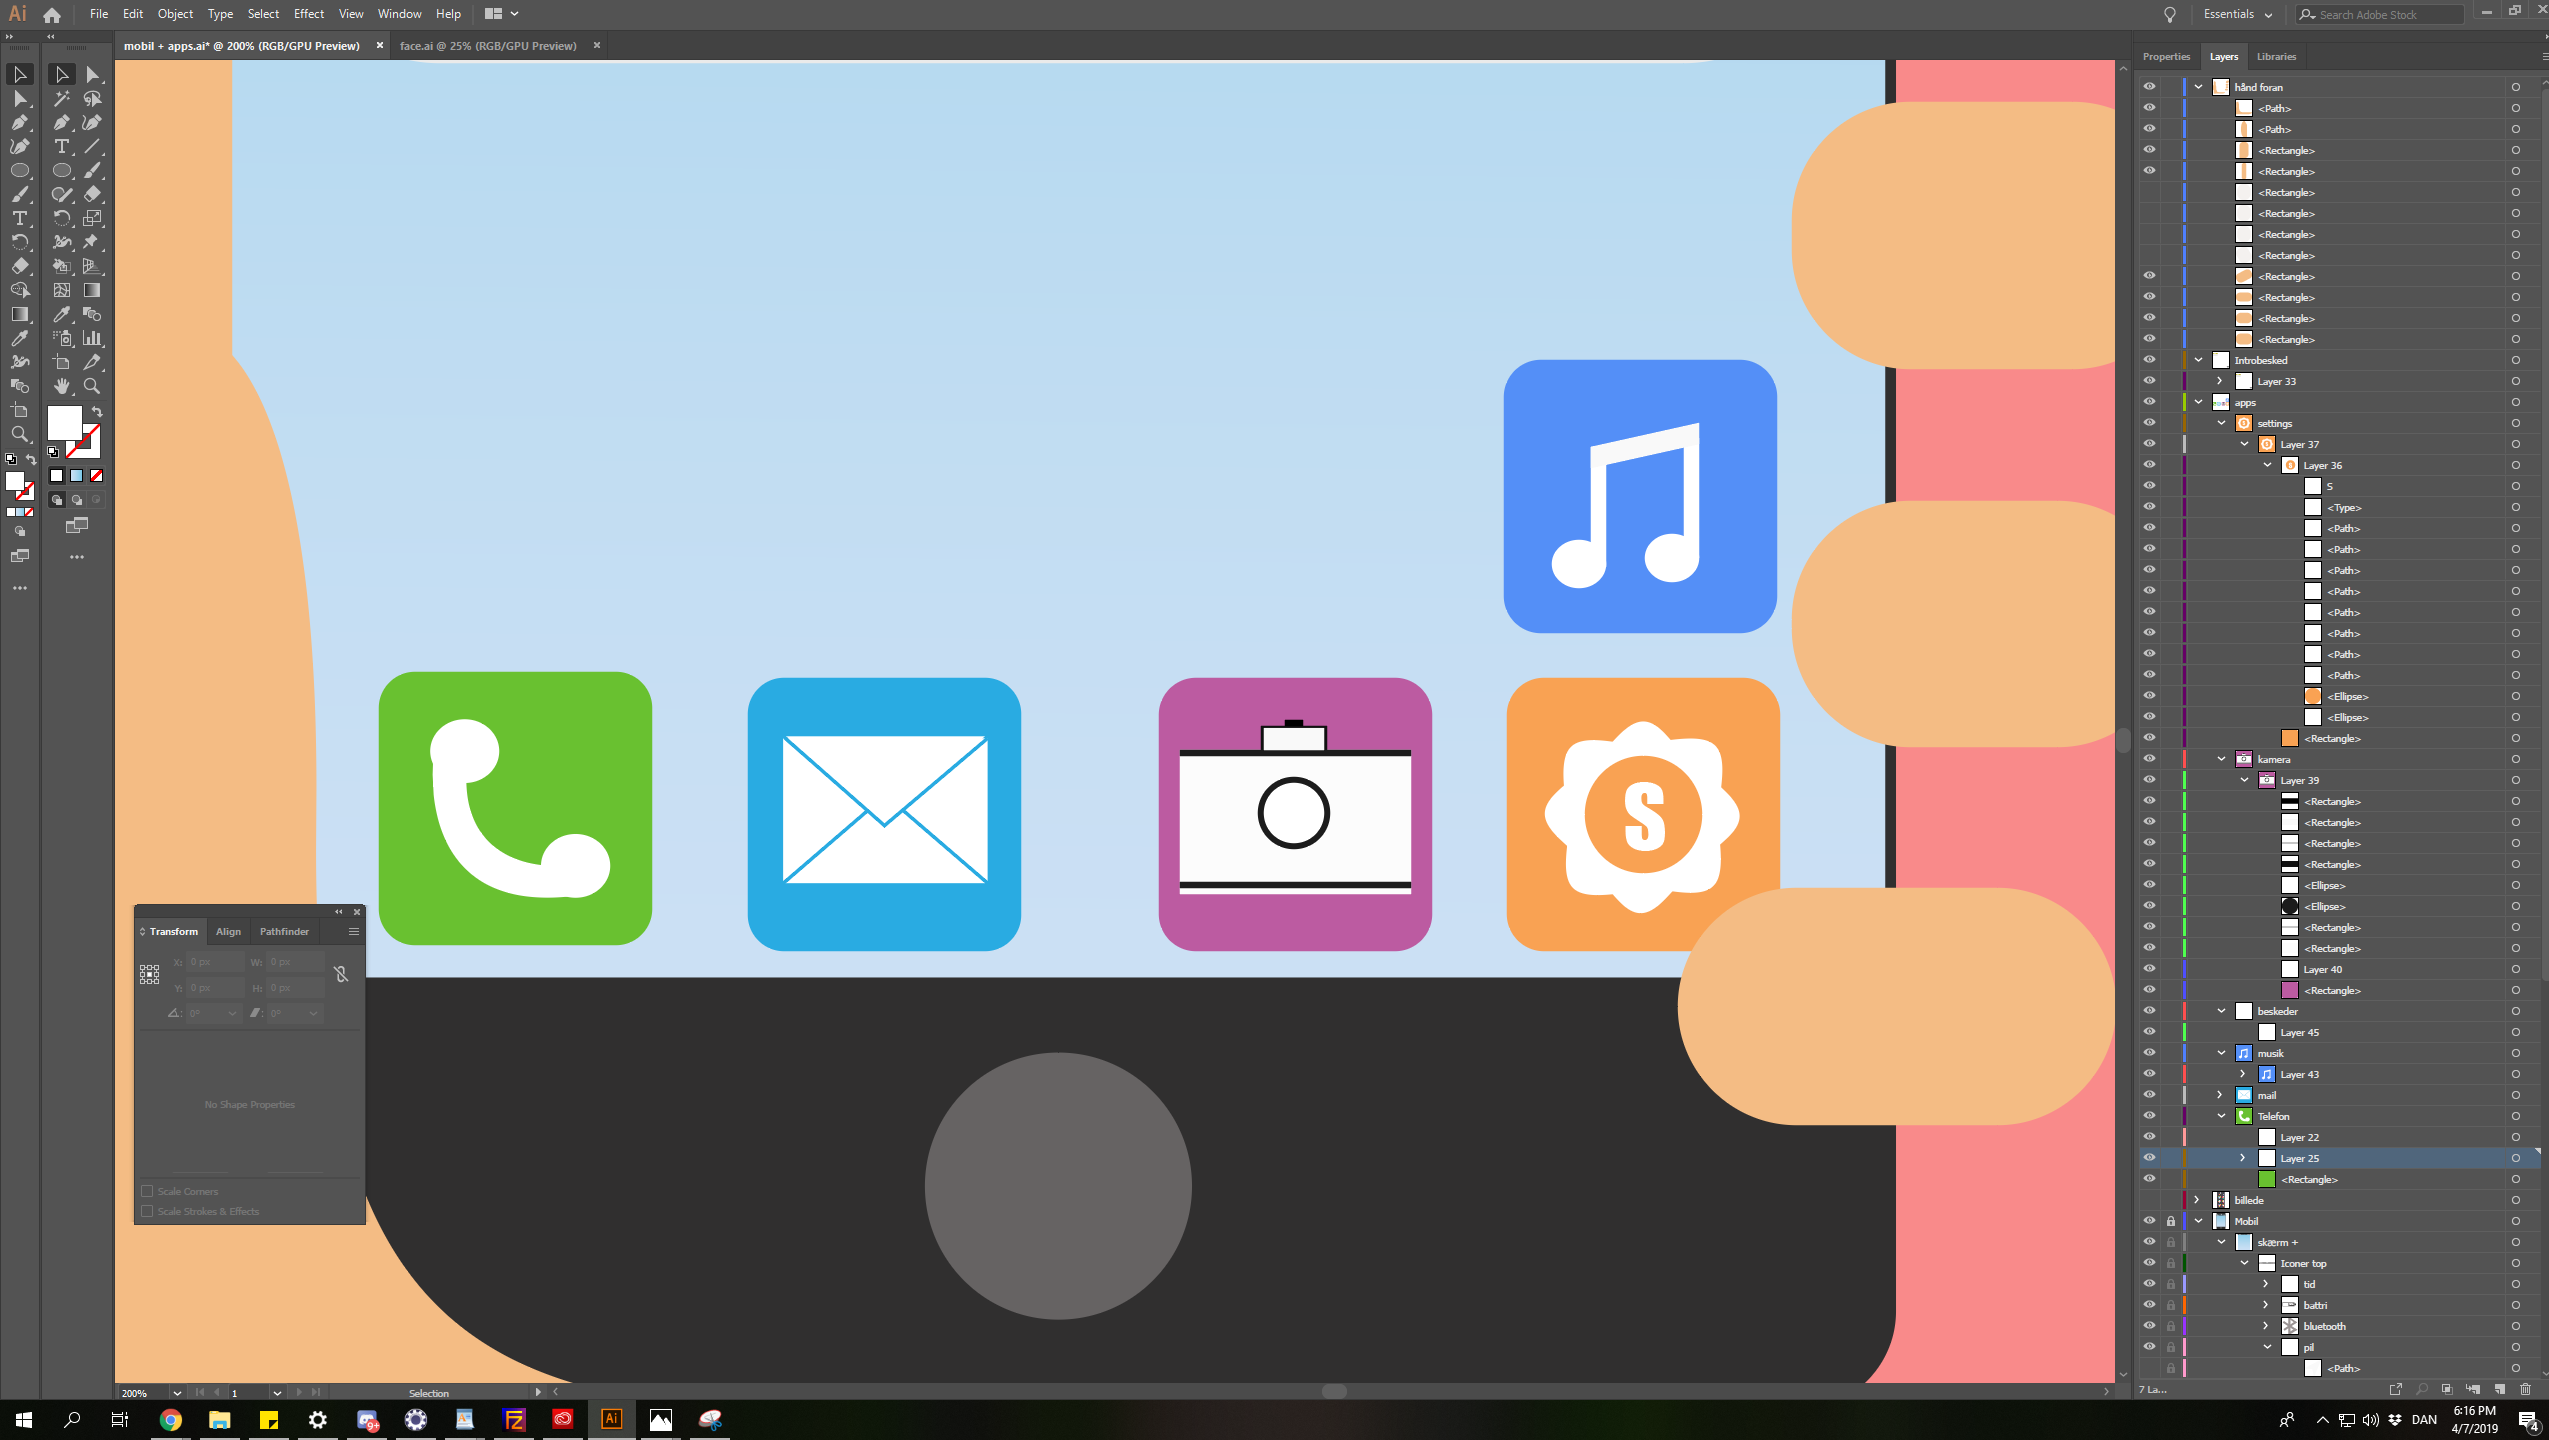 Ai File Edit Object Type Select Effect View Window Help Essentials Search Adobe Stock
mobil + apps.ai* @ 200% (RGB/GPU Preview) face.ai @ 25% (RGB/GPU Preview)
Properties Layers Libraries
hånd foran
<Path>
<Path>
<Rectangle>
<Rectangle>
<Rectangle>
<Rectangle>
<Rectangle>
<Rectangle>
<Rectangle>
<Rectangle>
<Rectangle>
<Rectangle>
Introbesked
Layer 33
apps
settings
Layer 37
Layer 36
S
<Type>
<Path>
<Path>
<Path>
<Path>
<Path>
<Path>
<Path>
<Path>
<Ellipse>
<Ellipse>
<Rectangle>
kamera
Layer 39
<Rectangle>
<Rectangle>
<Rectangle>
<Rectangle>
<Ellipse>
<Ellipse>
<Rectangle>
<Rectangle>
Layer 40
<Rectangle>
beskeder
Layer 45
musik
Layer 43
mail
Telefon
Layer 22
Layer 25
<Rectangle>
billede
Mobil
skærm +
Iconer top
tid
battri
bluetooth
pil
<Path>
7 La...
S
Transform Align Pathfinder
X: 0 px W: 0 px
Y: 0 px H: 0 px
0° 0°
No Shape Properties
Scale Corners
Scale Strokes & Effects
200% 1 Selection
9+ Ai DAN 6:16 PM
4/7/2019 4